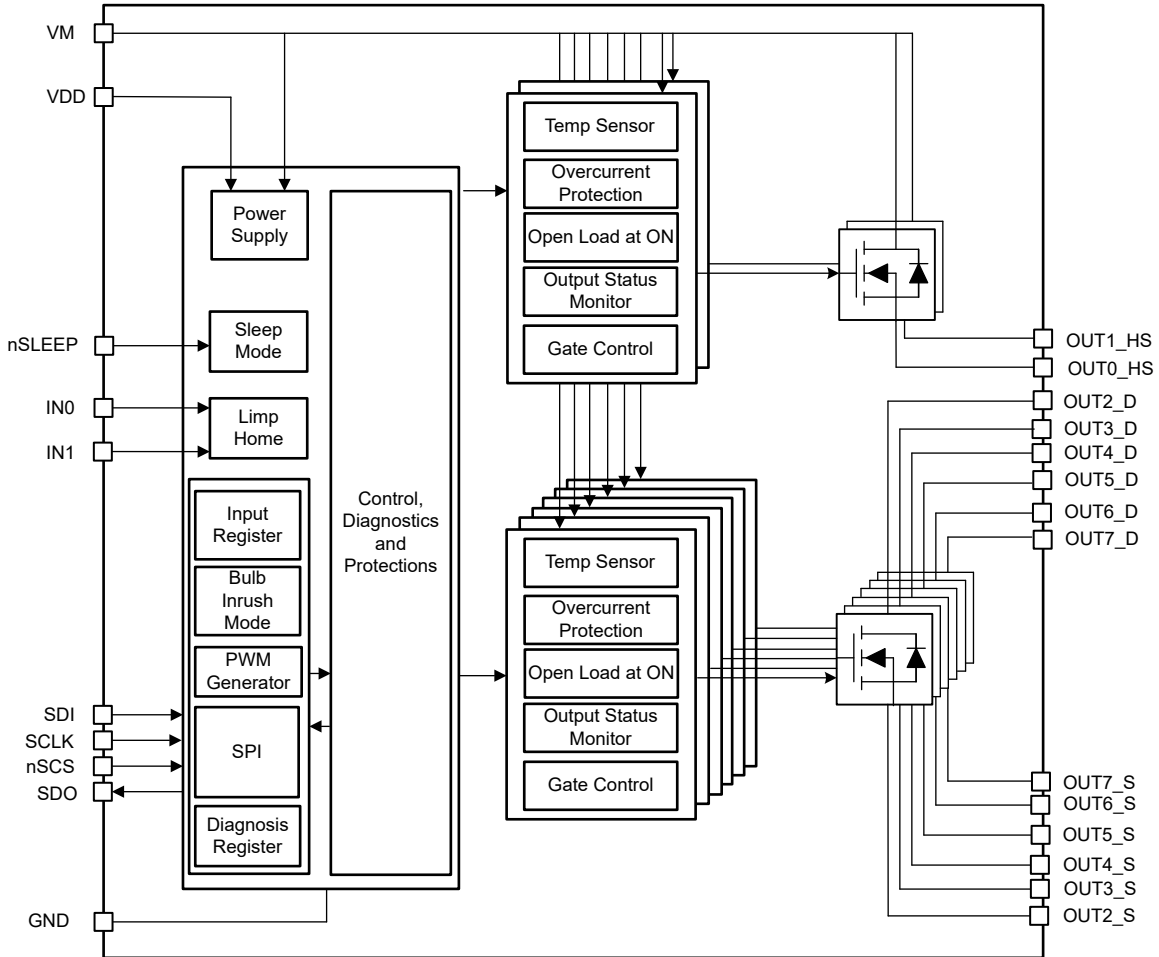 VM
VDD
nSLEEP
IN0
IN1
SDI
SCLK
nSCS
SDO
GND
Power
Supply
Sleep
Mode
Limp
Home
Input
Register
Bulb
Inrush
Mode
PWM
Generator
SPI
Diagnosis
Register
Control,
Diagnostics
and
Protections
Temp Sensor
Overcurrent
Protection
Open Load at ON
Output Status
Monitor
Gate Control
Temp Sensor
Overcurrent
Protection
Open Load at ON
Output Status
Monitor
Gate Control
OUT1_HS
OUT0_HS
OUT2_D
OUT3_D
OUT4_D
OUT5_D
OUT6_D
OUT7_D
OUT7_S
OUT6_S
OUT5_S
OUT4_S
OUT3_S
OUT2_S